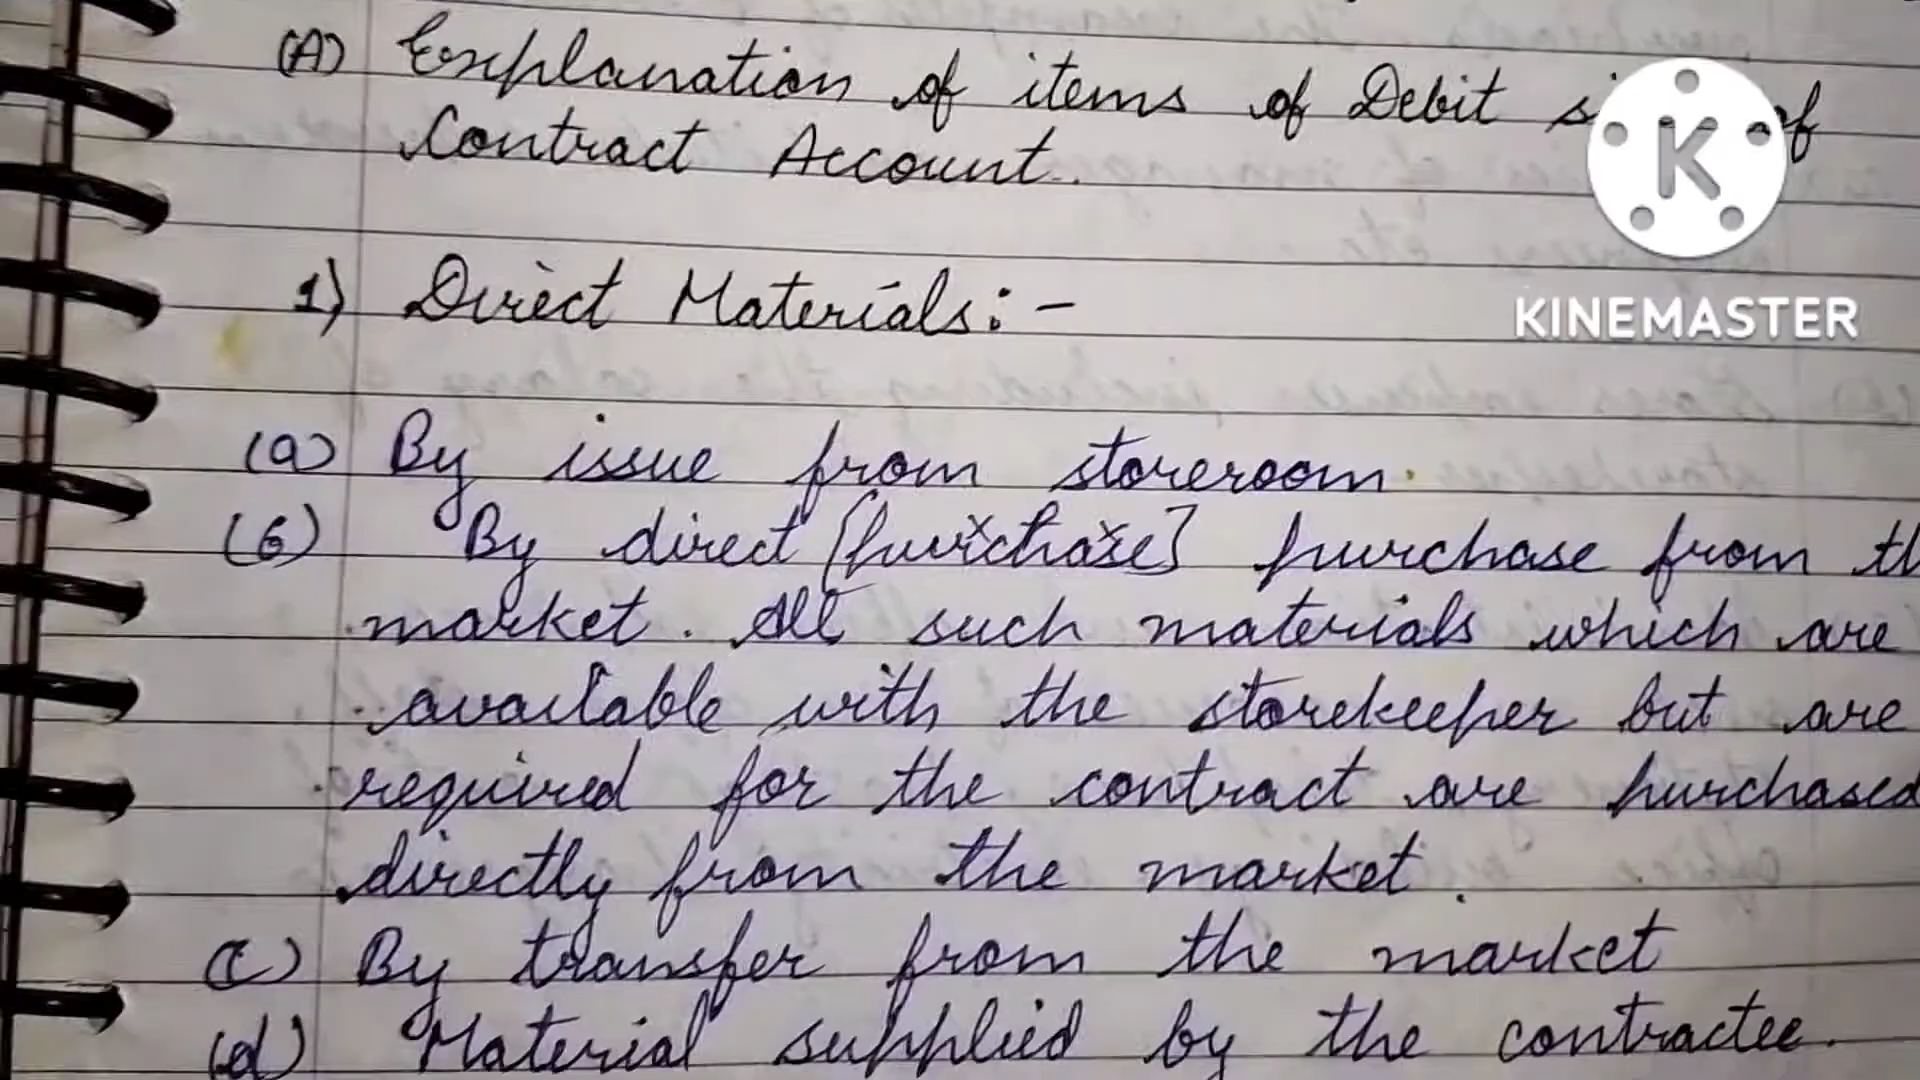 (A) Explanation of items of Debit of
Contract Account.
KINEMASTER
1) Direct Materials:-
(a) By issue from storeroom.
(b) By direct [purchase] purchase from
market. All such materials which are
available with the storekeeper but are
required for the contract are purchased
directly from the market.
(c) By transfer from the market
(d) Material supplied by the contractee.